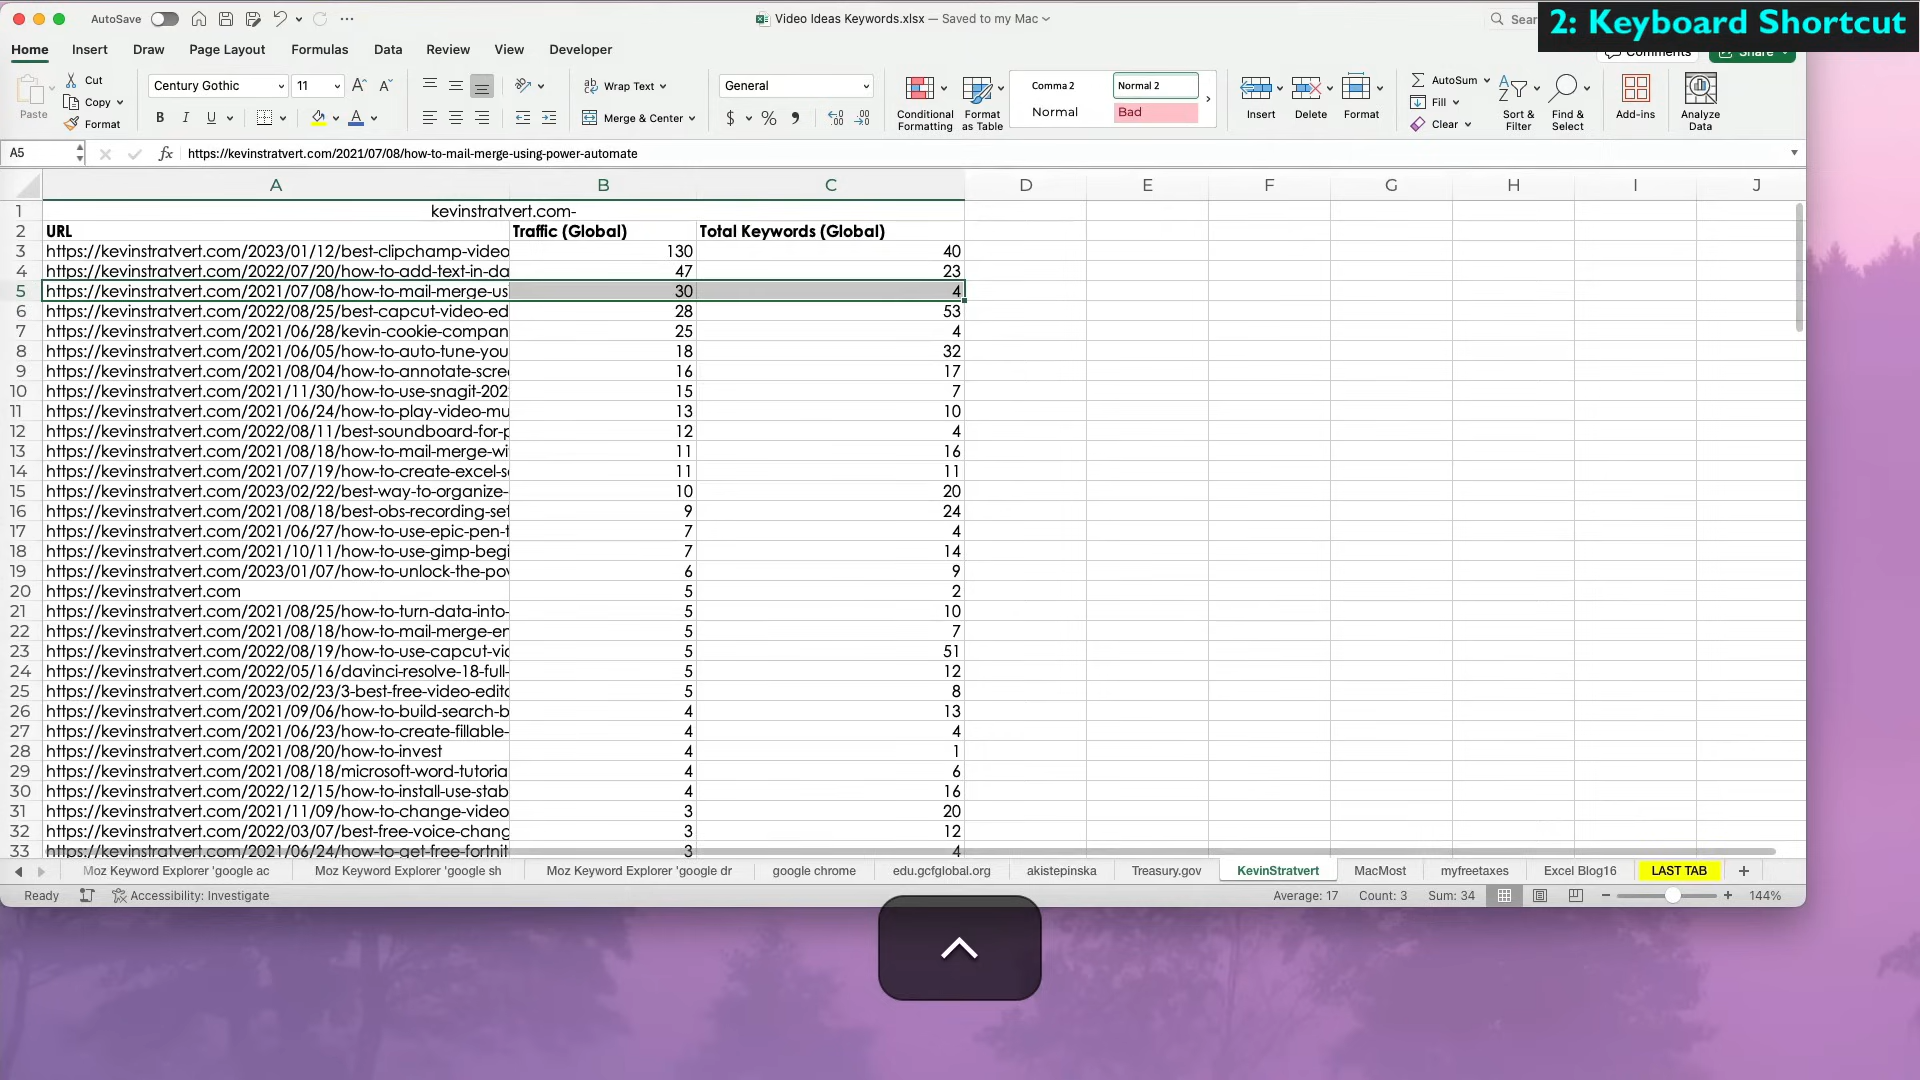 AutoSave
Video Ideas Keywords.xlsx — Saved to my Mac
2: Keyboard Shortcut
Home Insert Draw Page Layout Formulas Data Review View Developer
Comments Share
Paste Cut Copy Format
Century Gothic 11
B I U A
Wrap Text
Merge & Center
General
$ %
Conditional Formatting
Format as Table
Comma 2 Normal 2
Normal Bad
Insert Delete Format
AutoSum
Fill
Clear
Sort & Filter
Find & Select
Add-ins
Analyze Data
A5 fx https://kevinstratvert.com/2021/07/08/how-to-mail-merge-using-power-automate
A B C D E F G H I J
1 kevinstratvert.com-
2 URL Traffic (Global) Total Keywords (Global)
3 https://kevinstratvert.com/2023/01/12/best-clipchamp-video 130 40
4 https://kevinstratvert.com/2022/07/20/how-to-add-text-in-da 47 23
5 https://kevinstratvert.com/2021/07/08/how-to-mail-merge-us 30 4
6 https://kevinstratvert.com/2022/08/25/best-capcut-video-ed 28 53
7 https://kevinstratvert.com/2021/06/28/kevin-cookie-compan 25 4
8 https://kevinstratvert.com/2021/06/05/how-to-auto-tune-you 18 32
9 https://kevinstratvert.com/2021/08/04/how-to-annotate-scre 16 17
10 https://kevinstratvert.com/2021/11/30/how-to-use-snagit-202 15 7
11 https://kevinstratvert.com/2021/06/24/how-to-play-video-mu 13 10
12 https://kevinstratvert.com/2022/08/11/best-soundboard-for-p 12 4
13 https://kevinstratvert.com/2021/08/18/how-to-mail-merge-wi 11 16
14 https://kevinstratvert.com/2021/07/19/how-to-create-excel-s 11 11
15 https://kevinstratvert.com/2023/02/22/best-way-to-organize- 10 20
16 https://kevinstratvert.com/2021/08/18/best-obs-recording-set 9 24
17 https://kevinstratvert.com/2021/06/27/how-to-use-epic-pen-t 7 4
18 https://kevinstratvert.com/2021/10/11/how-to-use-gimp-begi 7 14
19 https://kevinstratvert.com/2023/01/07/how-to-unlock-the-po 6 9
20 https://kevinstratvert.com 5 2
21 https://kevinstratvert.com/2021/08/25/how-to-turn-data-into- 5 10
22 https://kevinstratvert.com/2021/08/18/how-to-mail-merge-en 5 7
23 https://kevinstratvert.com/2022/08/19/how-to-use-capcut-vid 5 51
24 https://kevinstratvert.com/2022/05/16/davinci-resolve-18-full- 5 12
25 https://kevinstratvert.com/2023/02/23/3-best-free-video-edito 5 8
26 https://kevinstratvert.com/2021/09/06/how-to-build-search-b 4 13
27 https://kevinstratvert.com/2021/06/23/how-to-create-fillable- 4 4
28 https://kevinstratvert.com/2021/08/20/how-to-invest 4 1
29 https://kevinstratvert.com/2021/08/18/microsoft-word-tutoria 4 6
30 https://kevinstratvert.com/2022/12/15/how-to-install-use-stab 4 16
31 https://kevinstratvert.com/2021/11/09/how-to-change-video 3 20
32 https://kevinstratvert.com/2022/03/07/best-free-voice-chang 3 12
33 https://kevinstratvert.com/2021/06/24/how-to-get-free-fortnit 3 4
Moz Keyword Explorer 'google ac Moz Keyword Explorer 'google sh Moz Keyword Explorer 'google dr google chrome edu.gcfglobal.org akistepinska Treasury.gov KevinStratvert MacMost myfreetaxes Excel Blog16 LAST TAB
Ready Accessibility: Investigate Average: 17 Count: 3 Sum: 34 144%